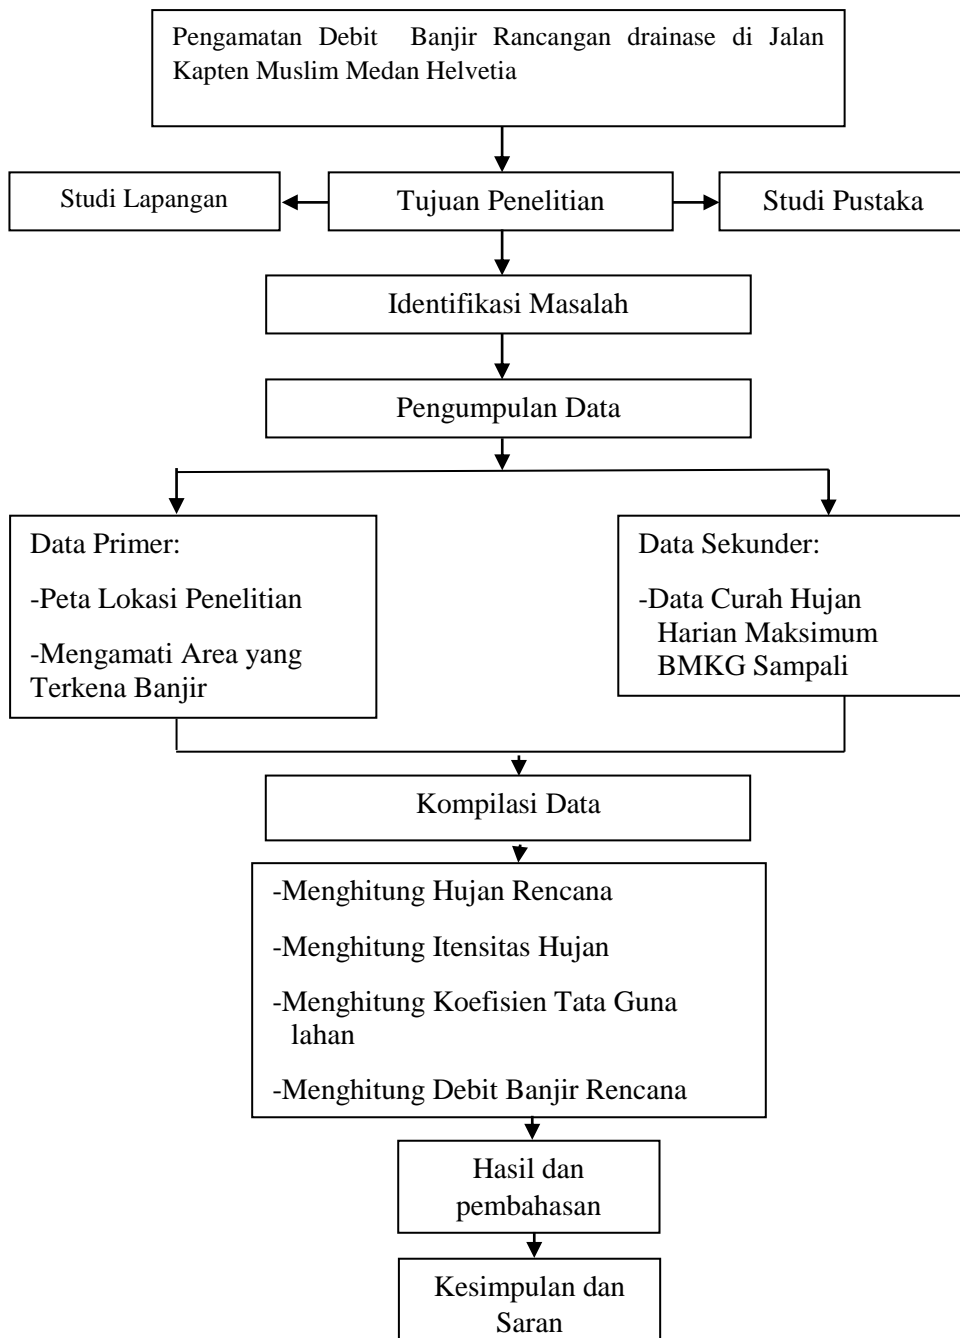 Pengamatan Debit Banjir Rancangan drainase di Jalan
Kapten Muslim Medan Helvetia
Studi Lapangan
Tujuan Penelitian
Studi Pustaka
Identifikasi Masalah
Pengumpulan Data
Data Primer:
-Peta Lokasi Penelitian
-Mengamati Area yang
Terkena Banjir
Data Sekunder:
-Data Curah Hujan
Harian Maksimum
BMKG Sampali
Kompilasi Data
-Menghitung Hujan Rencana
-Menghitung Itensitas Hujan
-Menghitung Koefisien Tata Guna
lahan
-Menghitung Debit Banjir Rencana
Hasil dan
pembahasan
Kesimpulan dan
Saran